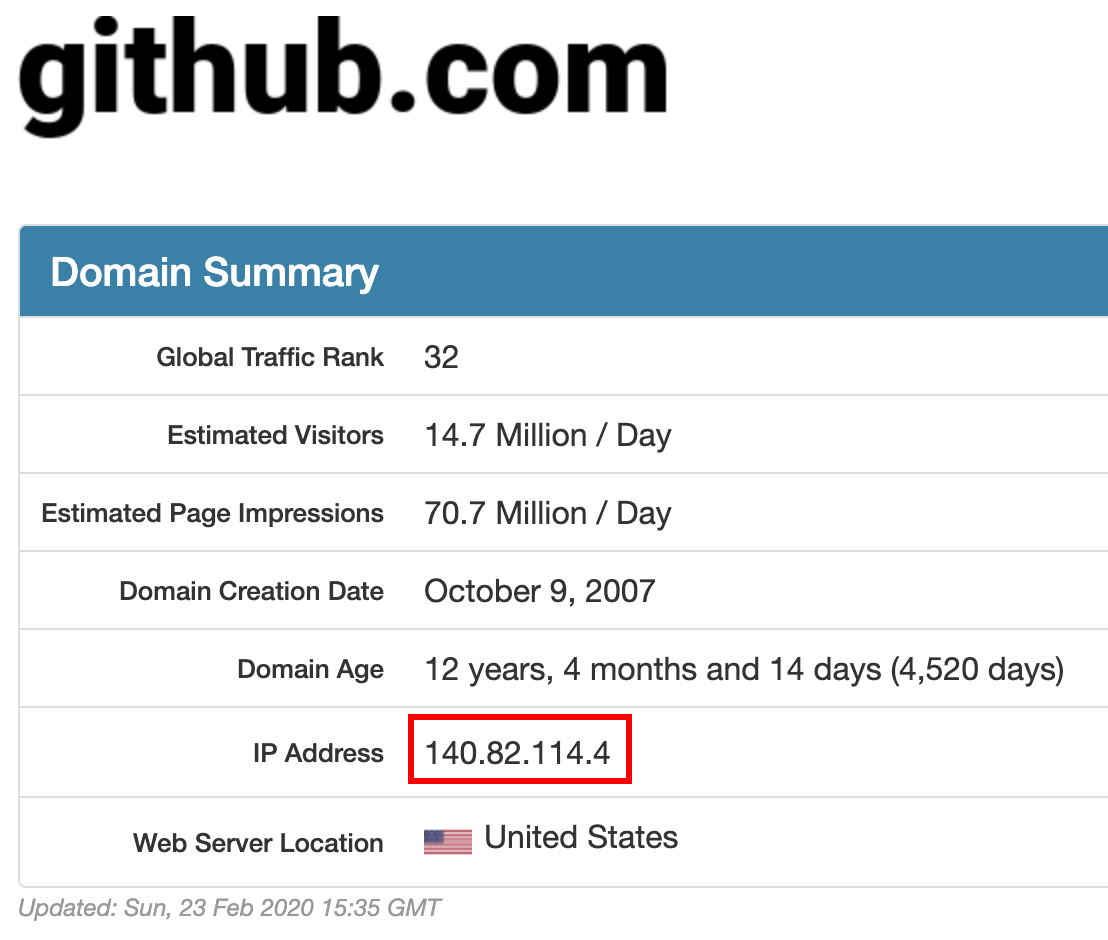 github.com
Domain Summary
Global Traffic Rank 32
Estimated Visitors 14.7 Million / Day
Estimated Page Impressions 70.7 Million / Day
Domain Creation Date October 9, 2007
Domain Age 12 years, 4 months and 14 days (4,520 days)
IP Address 140.82.114.4
Web Server Location United States
Updated: Sun, 23 Feb 2020 15:35 GMT